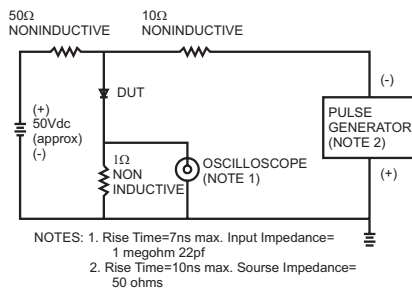 50Ω
NONINDUCTIVE
10Ω
NONINDUCTIVE
DUT
(+)
50Vdc
(approx)
(-)
(-)
PULSE
GENERATOR
(NOTE 2)
(+)
1Ω
NON
INDUCTIVE
OSCILLOSCOPE
(NOTE 1)
NOTES: 1. Rise Time=7ns max. Input Impedance=
1 megohm 22pf
2. Rise Time=10ns max. Sourse Impedance=
50 ohms